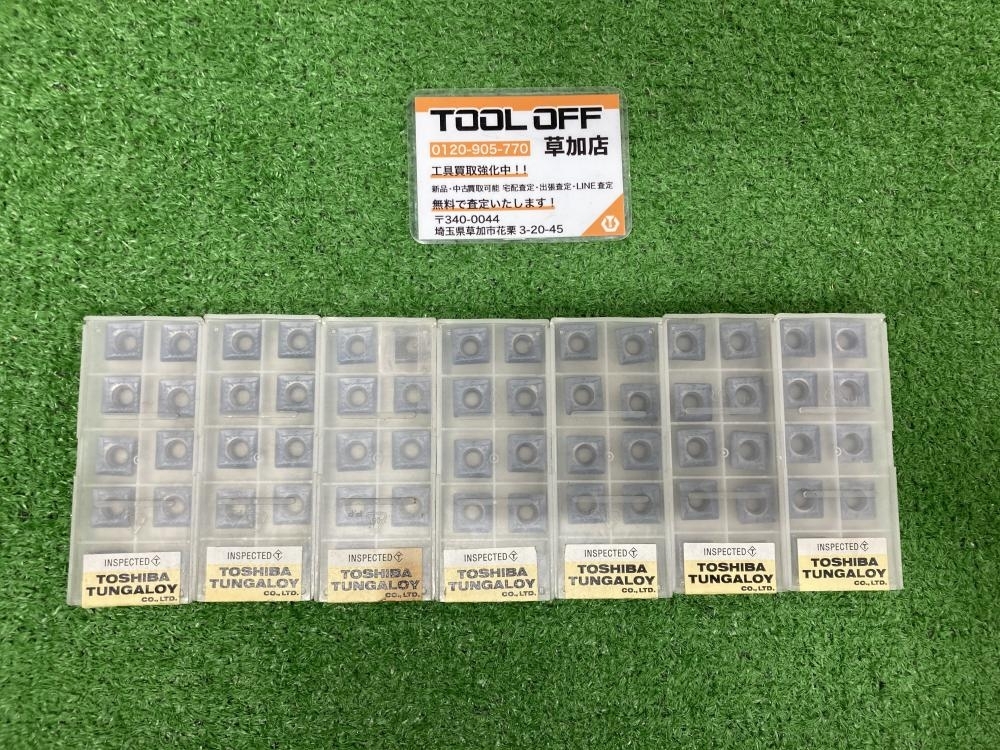 TOOL OFF
0120-905-770 草加店
工具買取強化中!!
新品・中古買取可能 宅配査定・出張査定・LINE査定
無料で査定いたします!
〒340-0044
埼玉県草加市花栗 3-20-45
INSPECTED
TOSHIBA
TUNGALOY
CO., LTD.
INSPECTED
TOSHIBA
TUNGALOY
CO., LTD.
INSPECTED
TOSHIBA
TUNGALOY
CO., LTD.
INSPECTED
TOSHIBA
TUNGALOY
CO., LTD.
INSPECTED
TOSHIBA
TUNGALOY
CO., LTD.
INSPECTED
TOSHIBA
TUNGALOY
CO., LTD.
INSPECTED
TOSHIBA
TUNGALOY
CO., LTD.